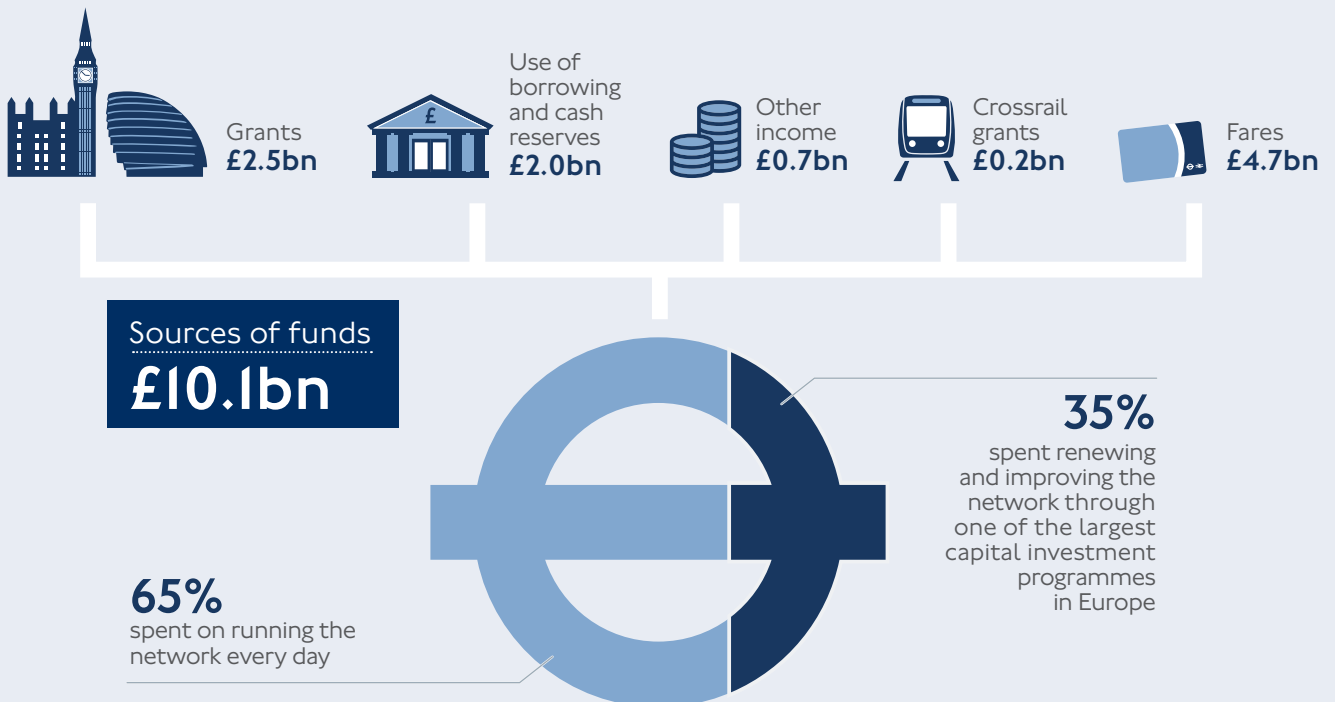 Grants
£2.5bn
Use of
borrowing
and cash
reserves
£2.0bn
Other
income
£0.7bn
Crossrail
grants
£0.2bn
Fares
£4.7bn
£
Sources of funds
£10.1bn
35%
spent renewing
and improving the
network through
one of the largest
capital investment
programmes
in Europe
65%
spent on running the
network every day